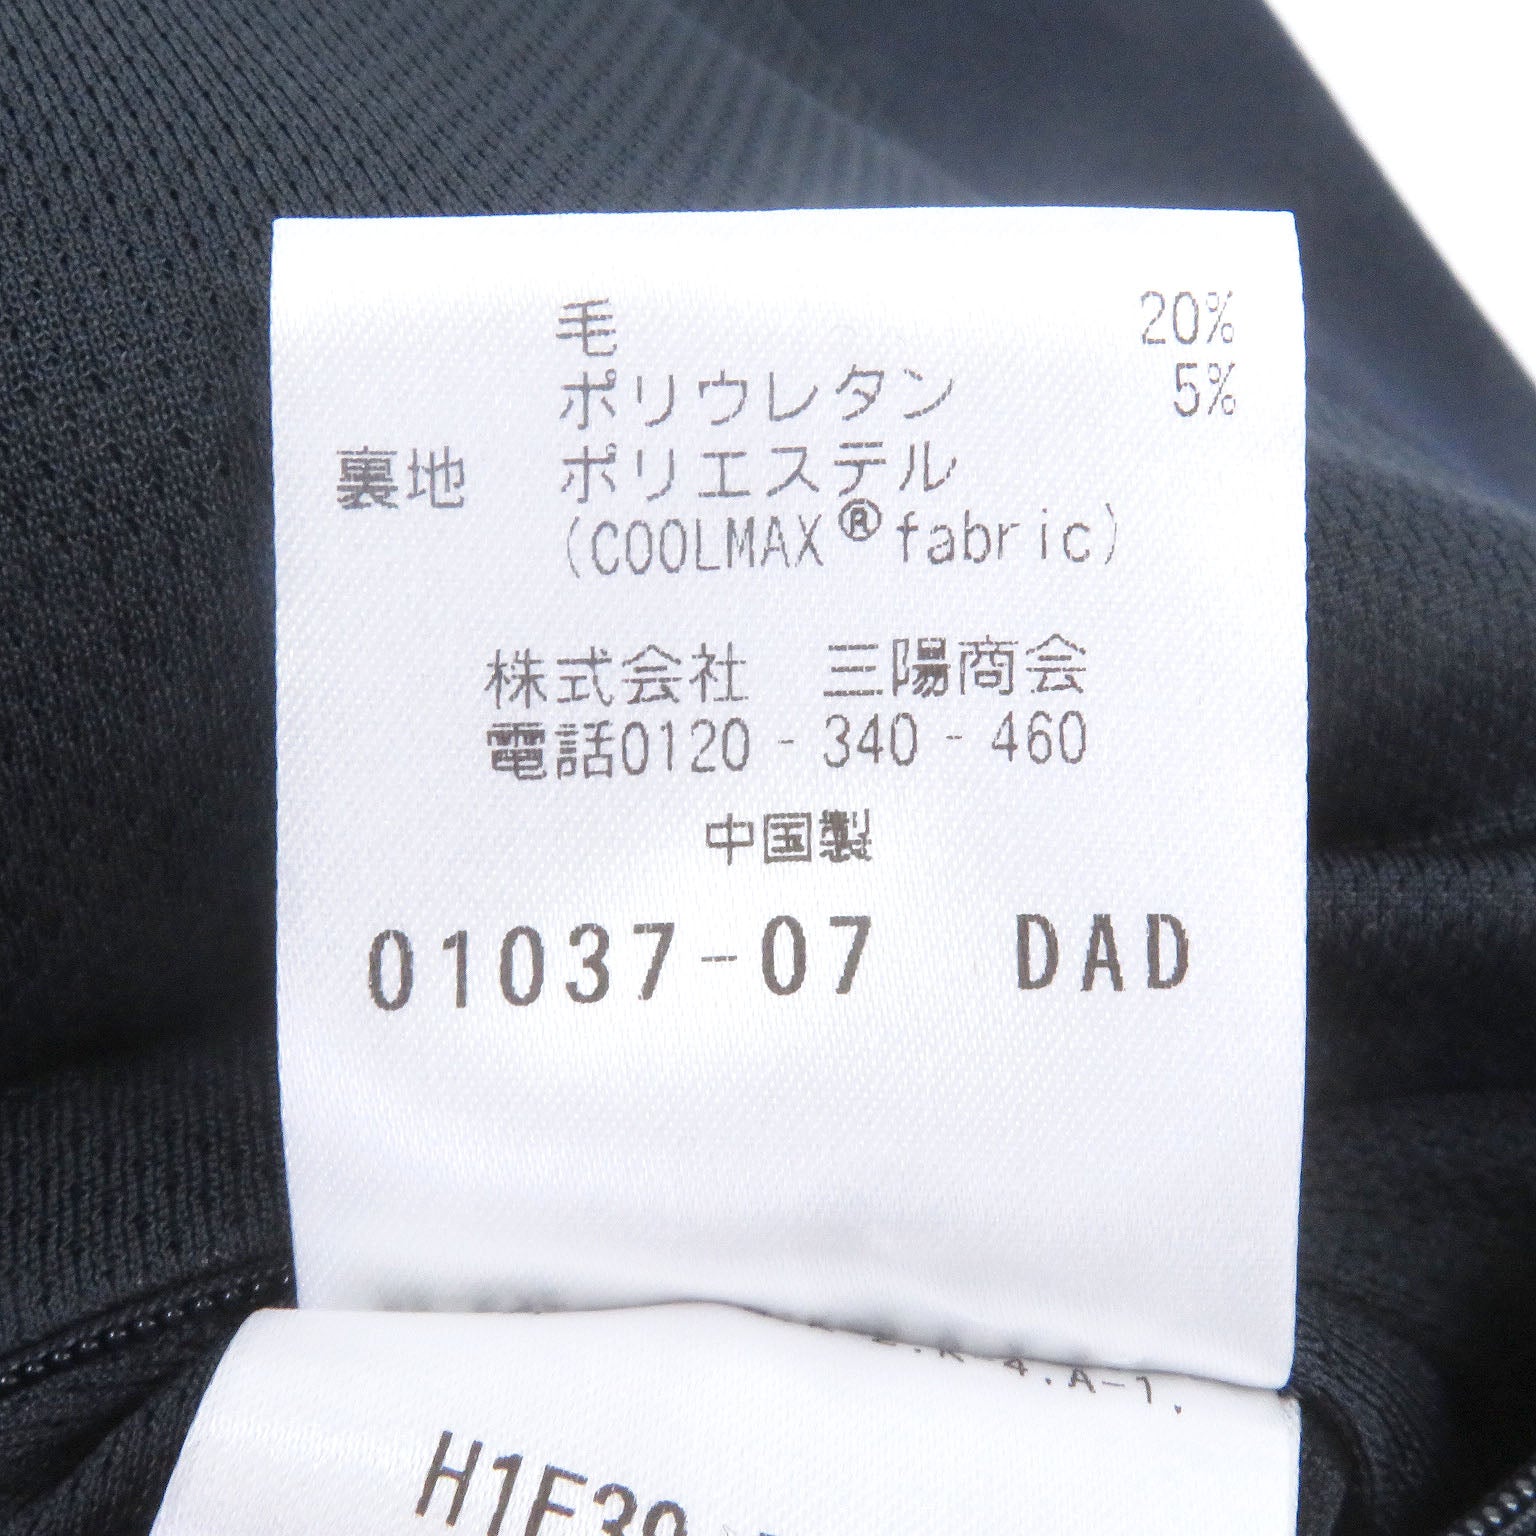 毛 20%
ポリウレタン 5%
裏地 ポリエステル
(COOLMAX® fabric)
株式会社 三陽商会
電話0120-340-460
中国製
01037-07 DAD
4.A-1.